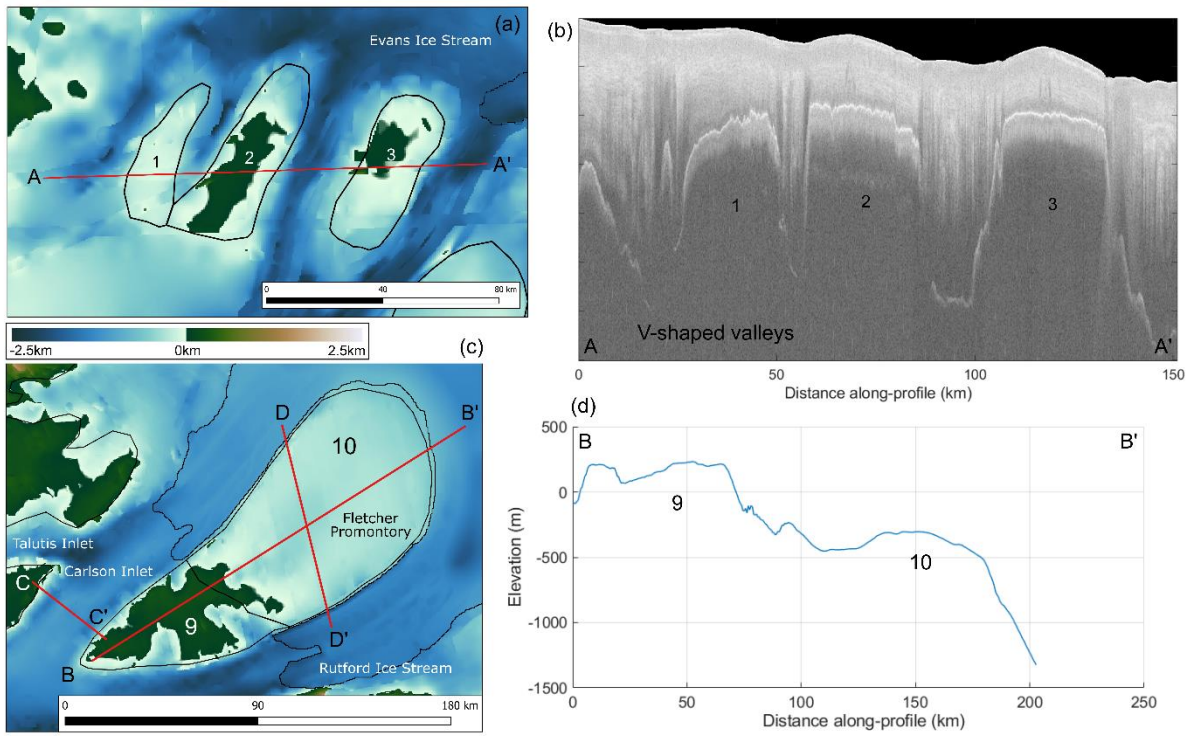 (a)
Evans Ice Stream
1
2
3
A
A'
0
40
80 km
(b)
1
2
3
V-shaped valleys
A
A'
0
50
100
150
Distance along-profile (km)
-2.5km
0km
2.5km
(c)
D
B'
10
Fletcher
Promontory
Talutis Inlet
Carlson Inlet
C
C'
9
B
D'
Rutford Ice Stream
0
90
180 km
(d)
500
B
B'
0
9
-500
10
-1000
-1500
Elevation (m)
0
50
100
150
200
250
Distance along-profile (km)